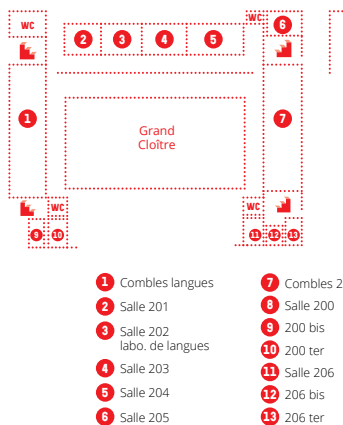 WC
WC
6
2
3
4
5
1
Grand
Cloître
7
WC
WC
9
10
11
12
13
1 Combles langues
2 Salle 201
3 Salle 202
labo. de langues
4 Salle 203
5 Salle 204
6 Salle 205
7 Combles 2
8 Salle 200
9 200 bis
10 200 ter
11 Salle 206
12 206 bis
13 206 ter